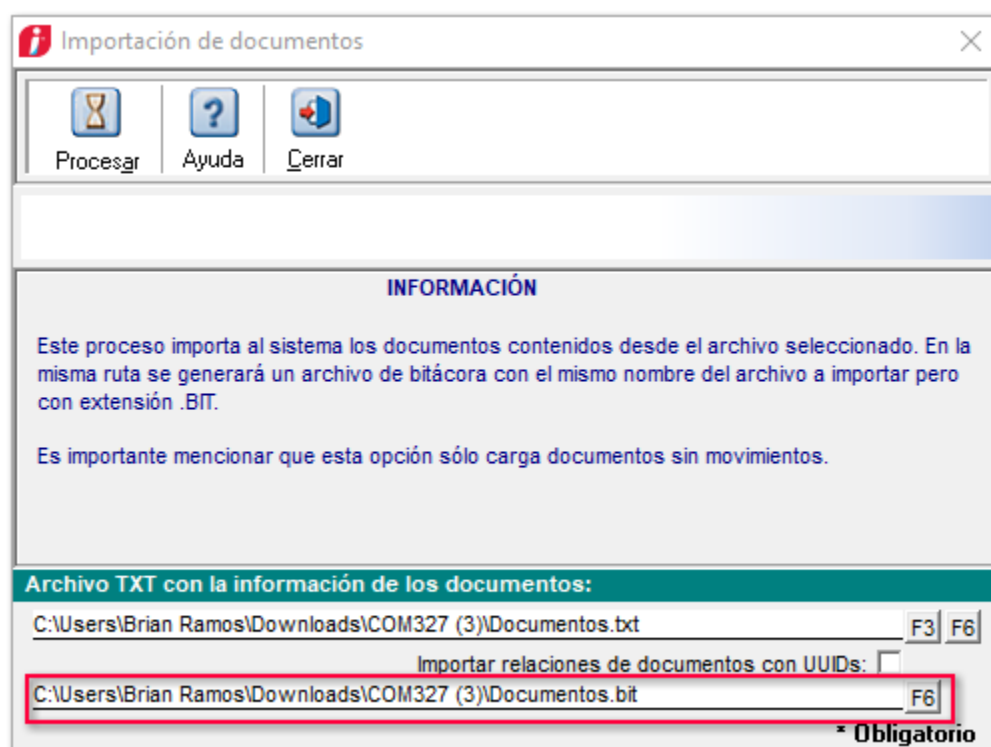 Importación de documentos
Procesar
Ayuda
Cerrar
INFORMACIÓN
Este proceso importa al sistema los documentos contenidos desde el archivo seleccionado. En la
misma ruta se generará un archivo de bitácora con el mismo nombre del archivo a importar pero
con extensión .BIT.
Es importante mencionar que esta opción sólo carga documentos sin movimientos.
Archivo TXT con la información de los documentos:
C:\Users\Brian Ramos\Downloads\COM327 (3)\Documentos.txt F3 F6
Importar relaciones de documentos con UUIDs:
C:\Users\Brian Ramos\Downloads\COM327 (3)\Documentos.bit F6
* Obligatorio